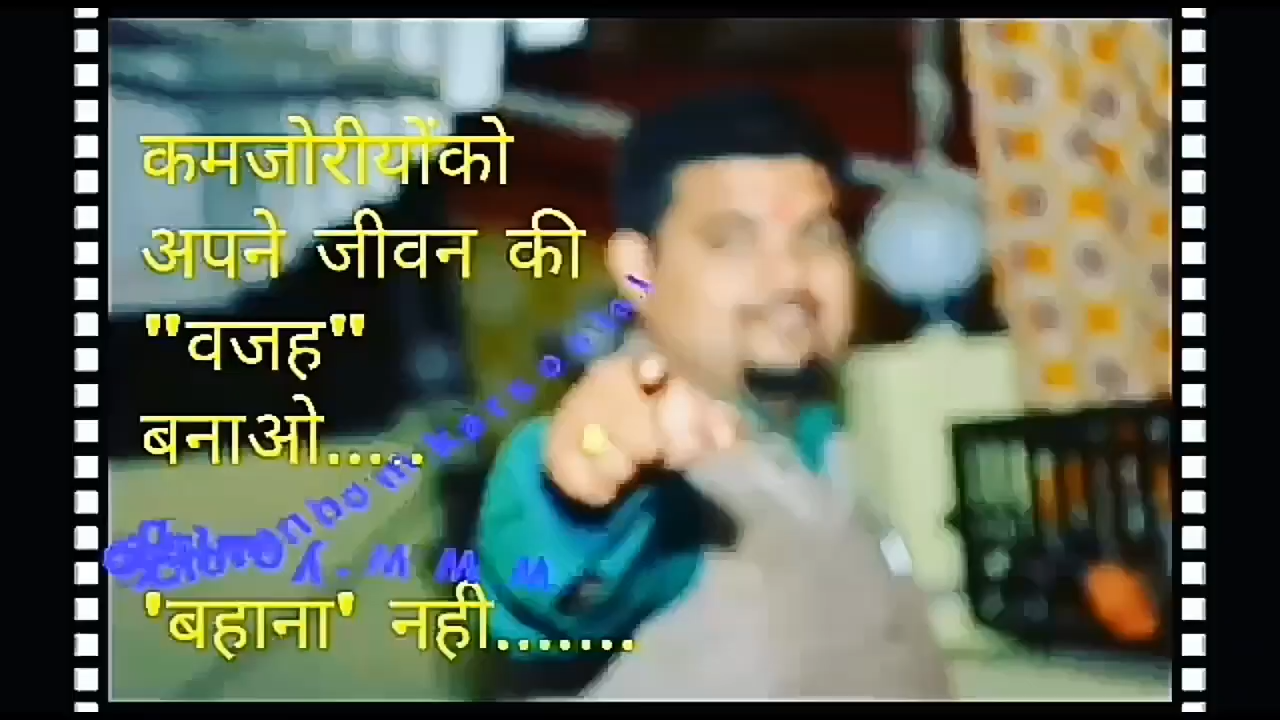 कमजोरीयोंको
अपने जीवन की
"वजह"
बनाओ.....
'बहाना' नही.......